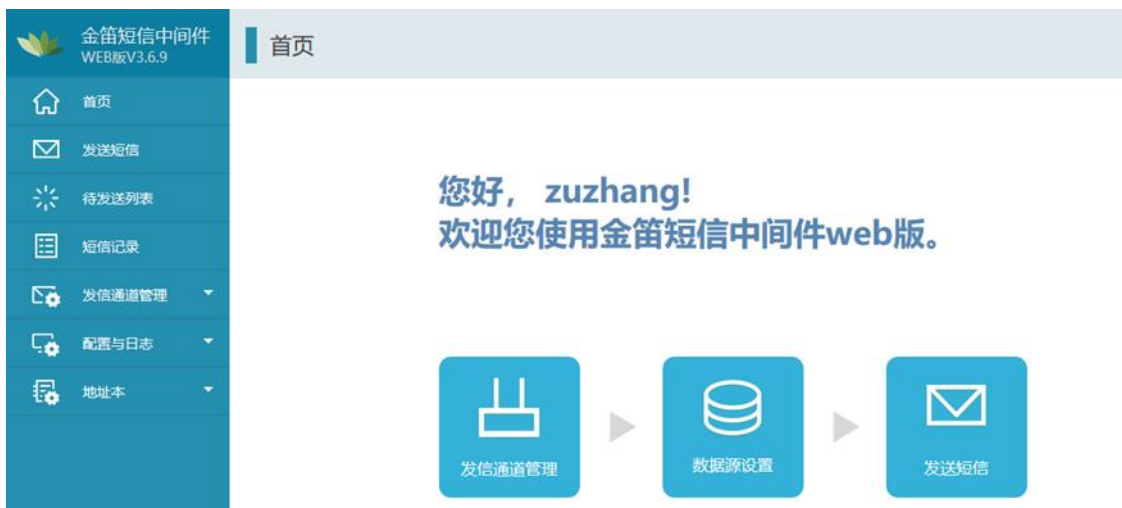 金笛短信中间件
WEB版V3.6.9
首页
首页
发送短信
待发送列表
短信记录
发信通道管理
配置与日志
地址本
您好， zuzhang!
欢迎您使用金笛短信中间件web版。
发信通道管理
数据源设置
发送短信